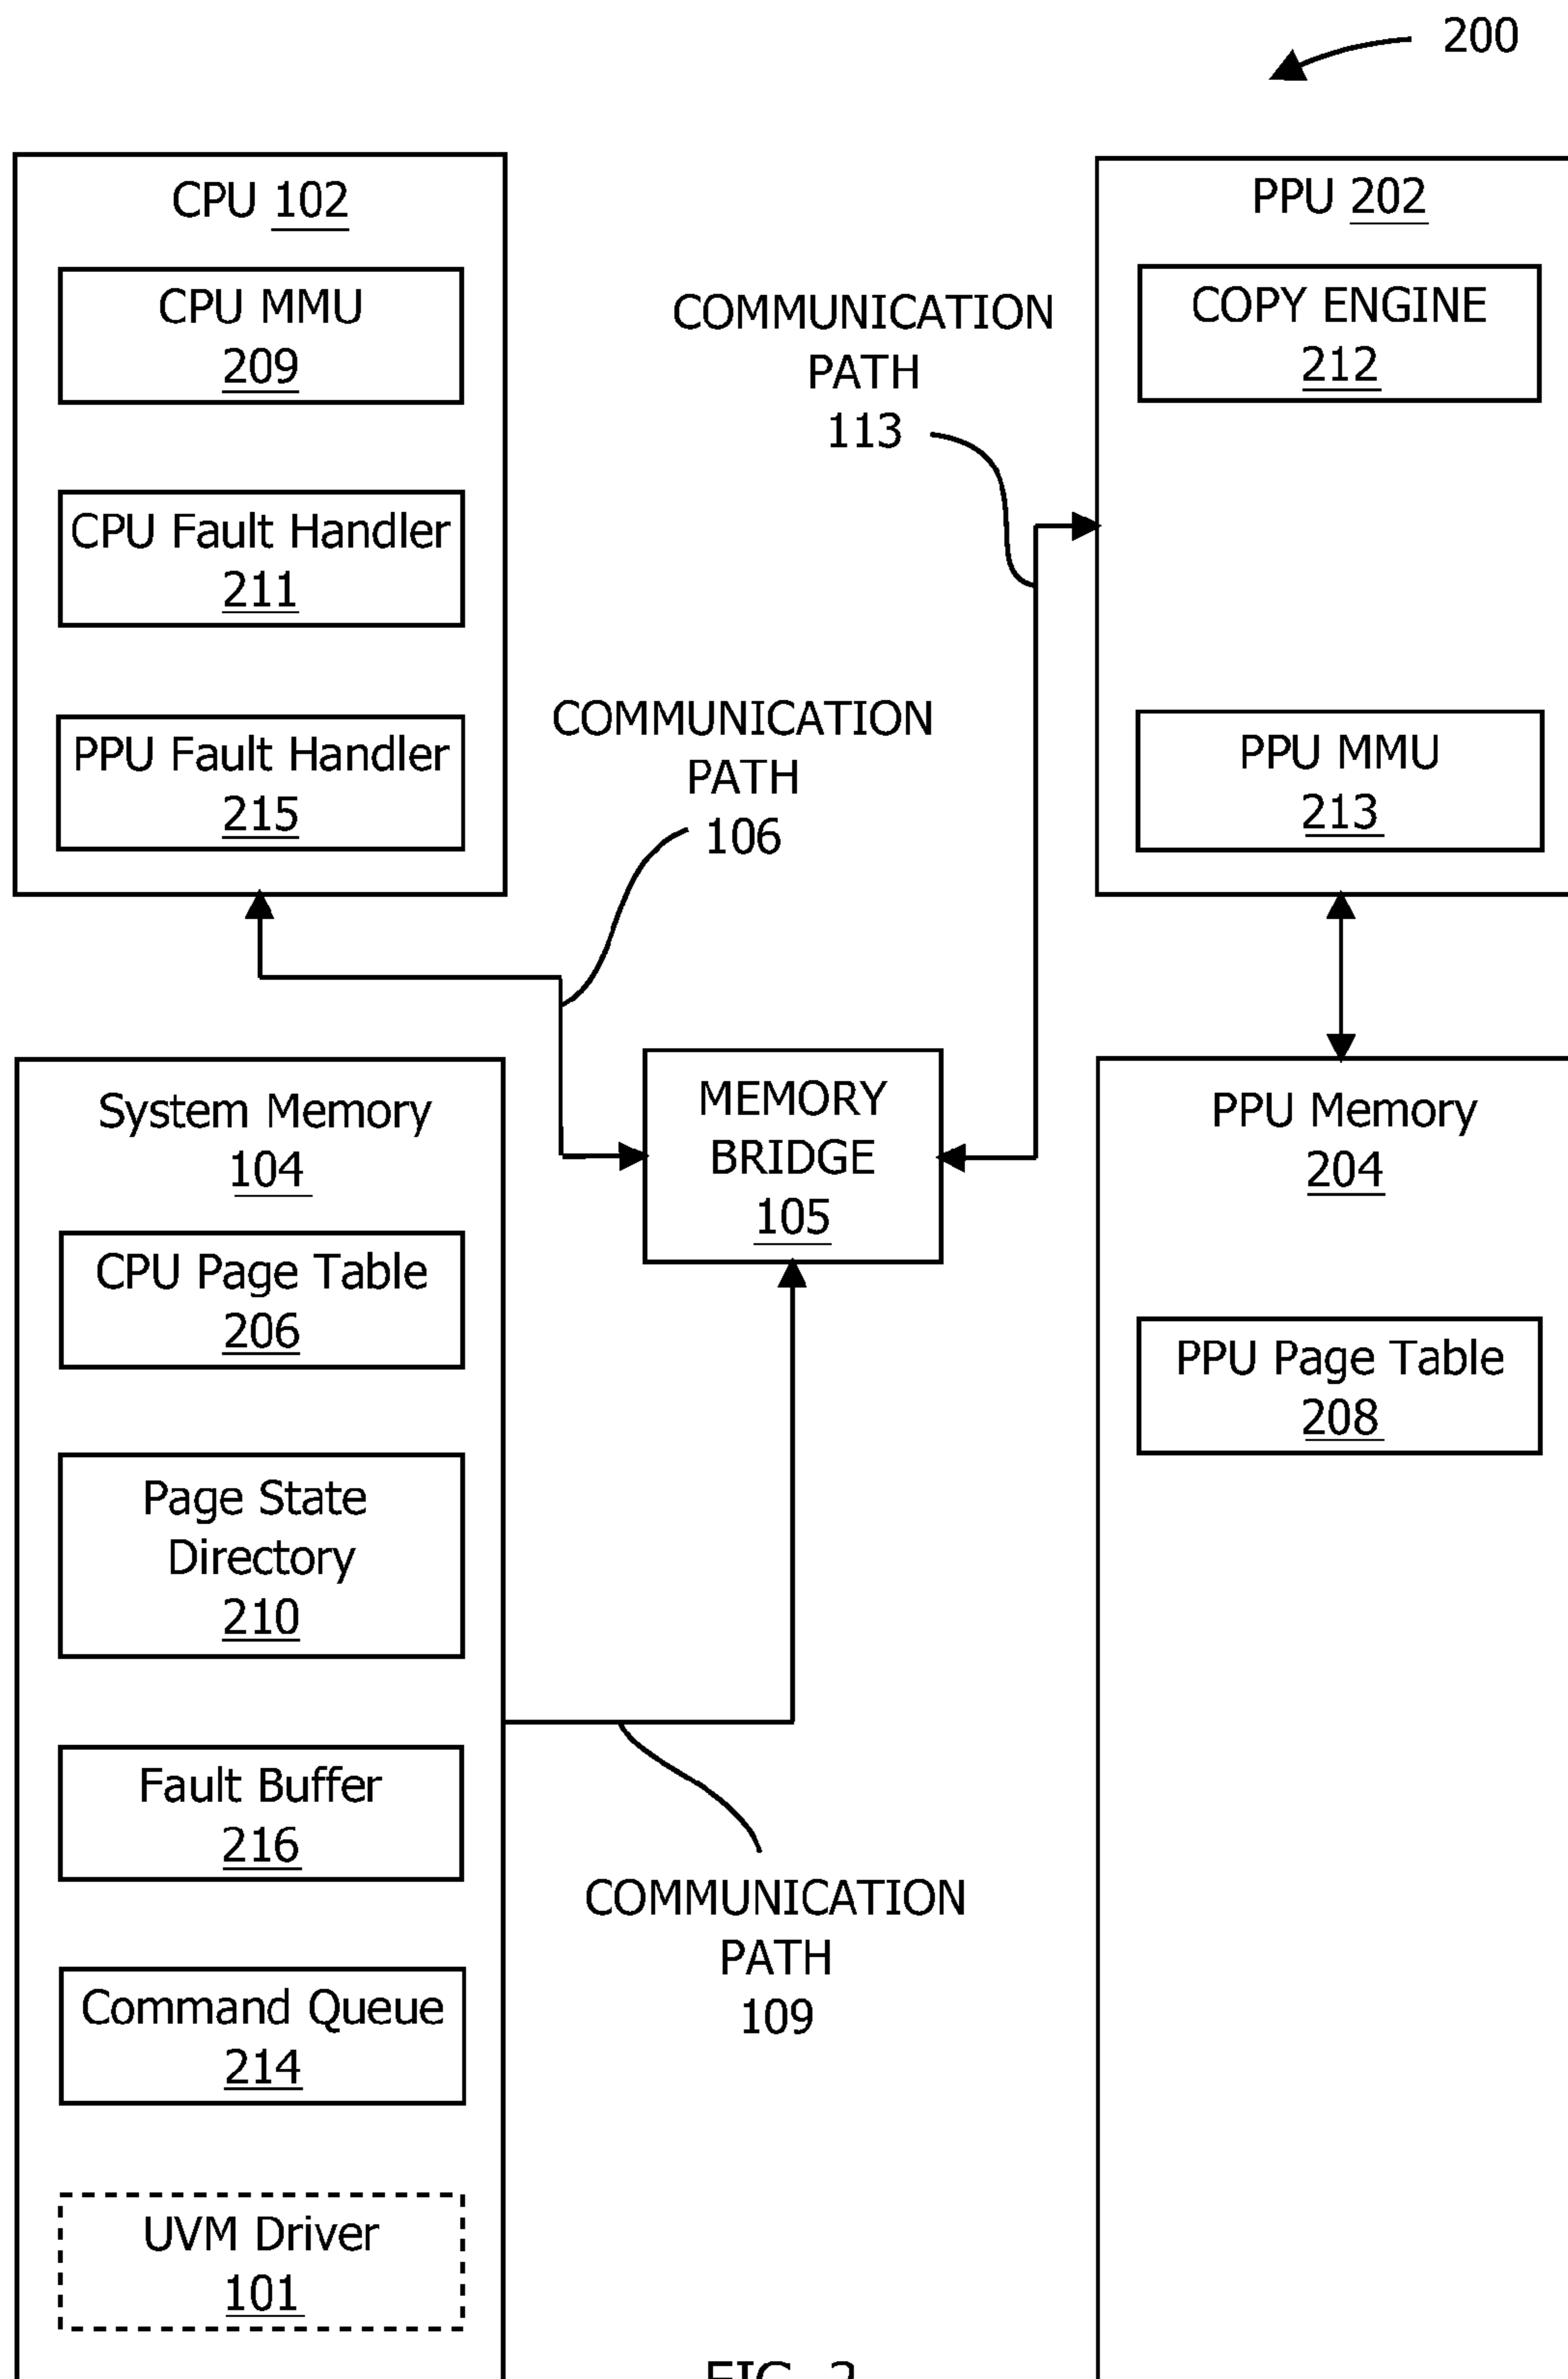 200
CPU 102
CPU MMU
209
CPU Fault Handler
211
PPU Fault Handler
215
COMMUNICATION
PATH
113
COMMUNICATION
PATH
106
PPU 202
COPY ENGINE
212
PPU MMU
213
System Memory
104
CPU Page Table
206
Page State
Directory
210
Fault Buffer
216
Command Queue
214
UVM Driver
101
MEMORY
BRIDGE
105
COMMUNICATION
PATH
109
PPU Memory
204
PPU Page Table
208